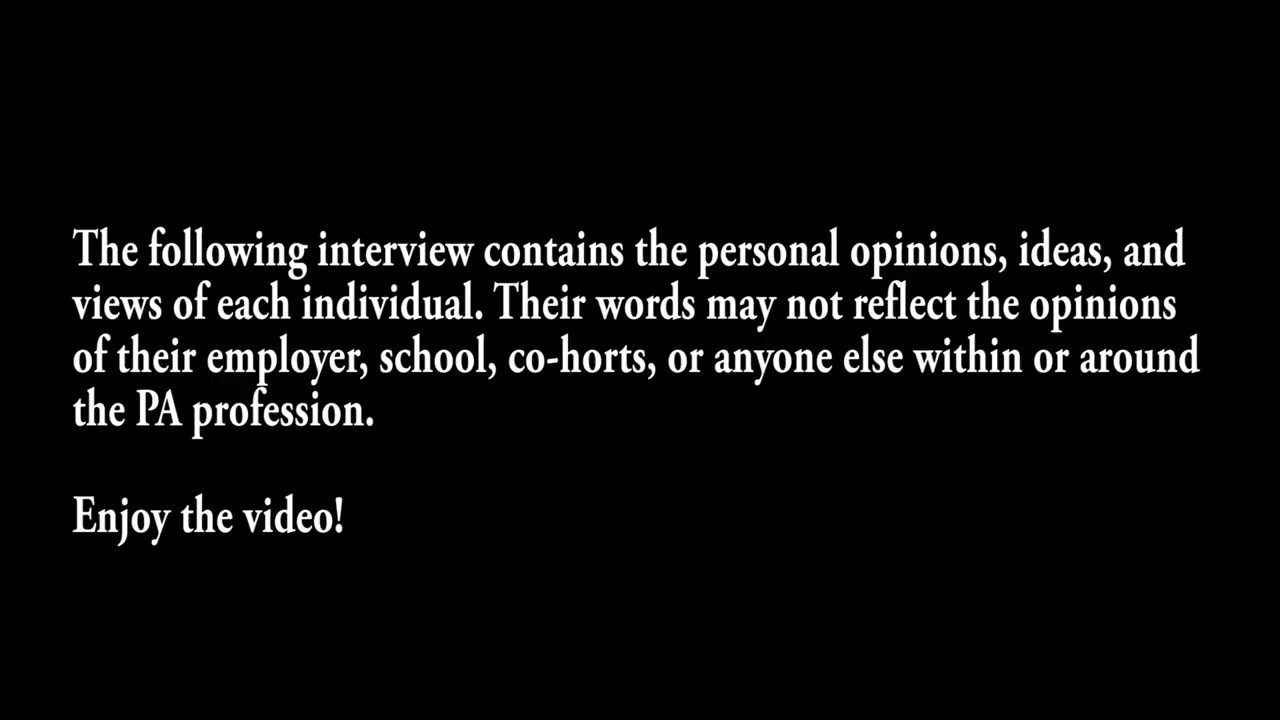 The following interview contains the personal opinions, ideas, and
views of each individual. Their words may not reflect the opinions
of their employer, school, co-horts, or anyone else within or around
the PA profession.
Enjoy the video!